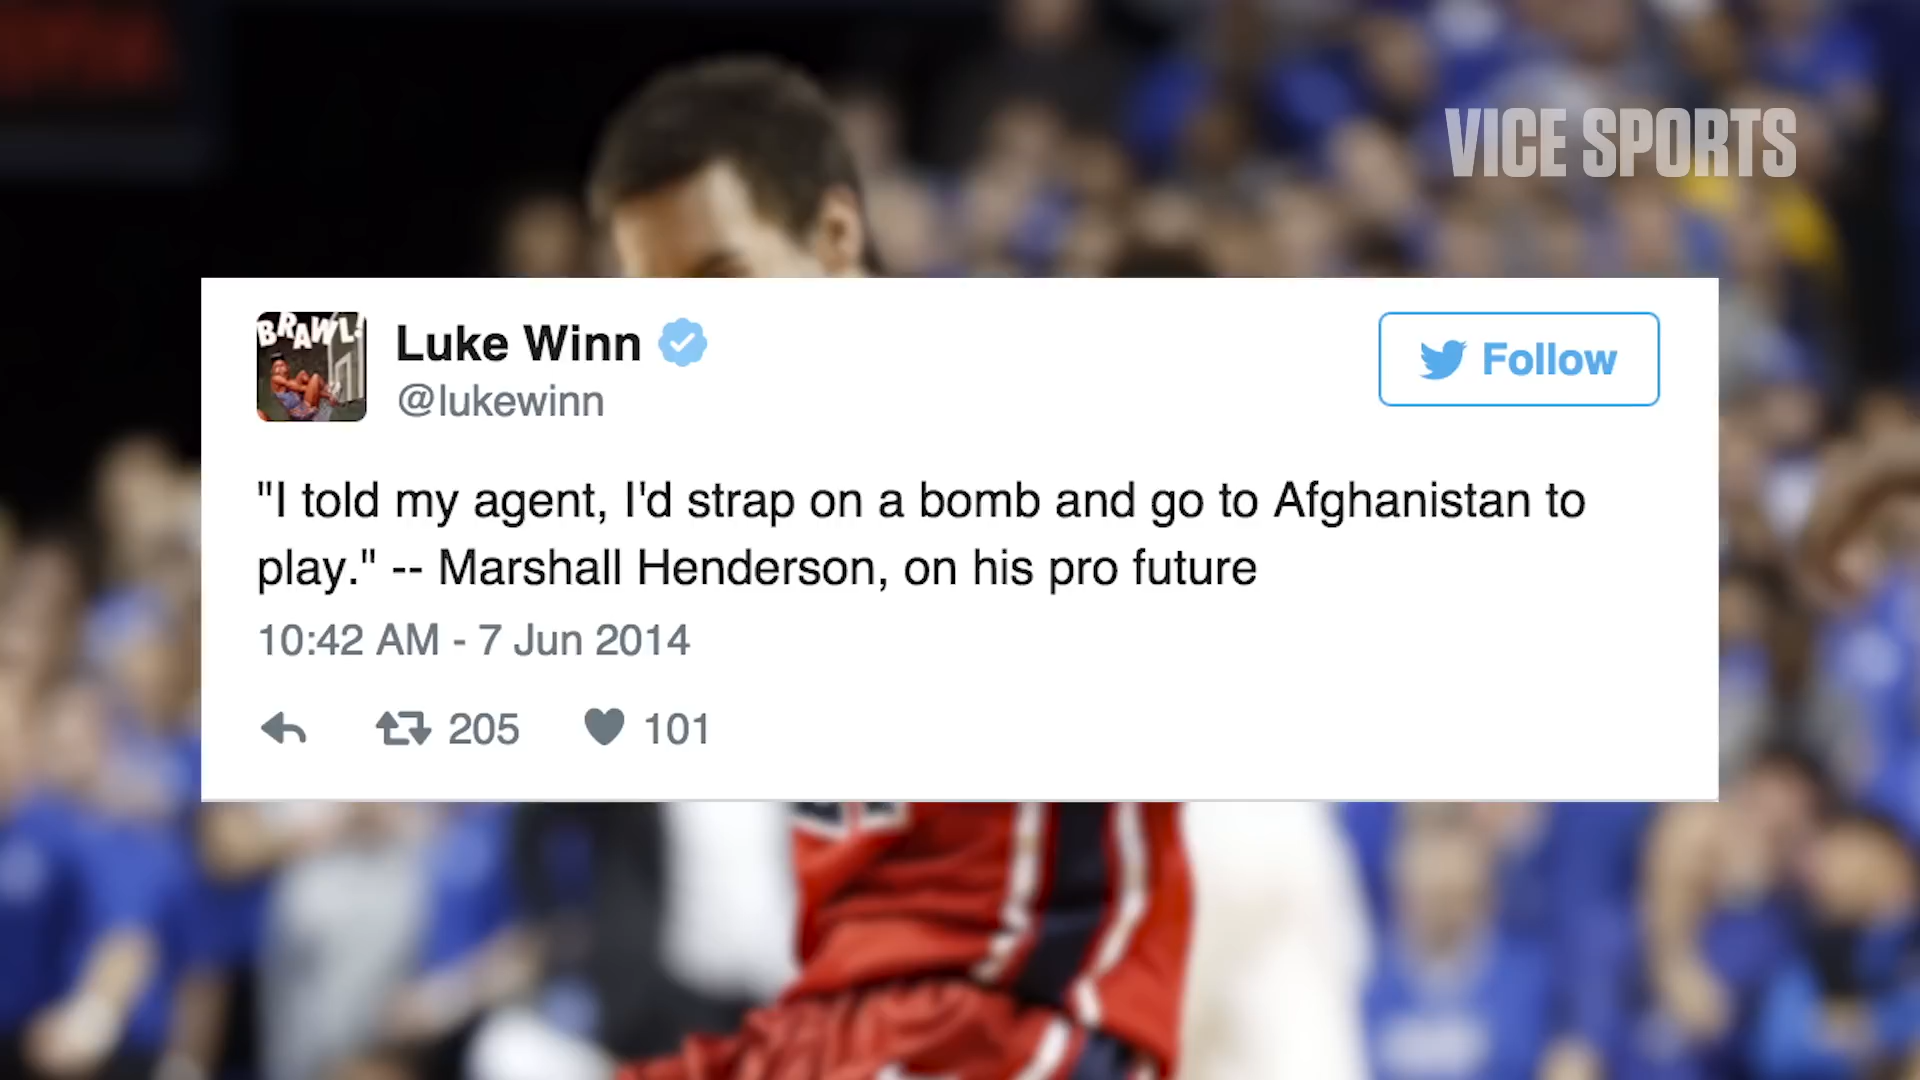 VICE SPORTS
BRAWL!
Luke Winn
@lukewinn
Follow
"I told my agent, I'd strap on a bomb and go to Afghanistan to
play." -- Marshall Henderson, on his pro future
10:42 AM - 7 Jun 2014
205 101